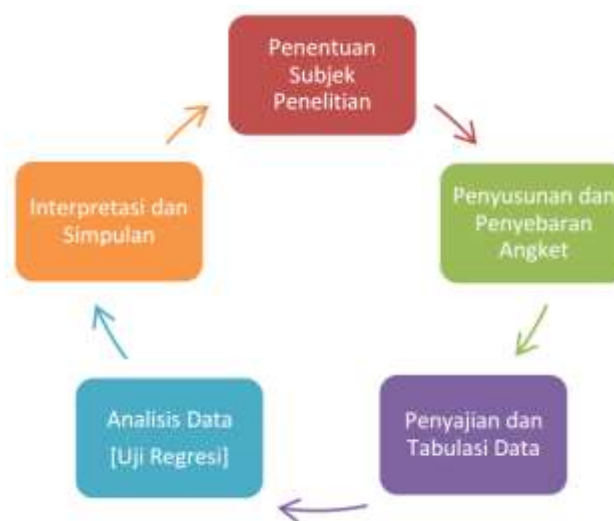 Penentuan
Subjek
Penelitian
Penyusunan dan
Penyebaran
Angket
Penyajian dan
Tabulasi Data
Analisis Data
[Uji Regresi]
Interpretasi dan
Simpulan